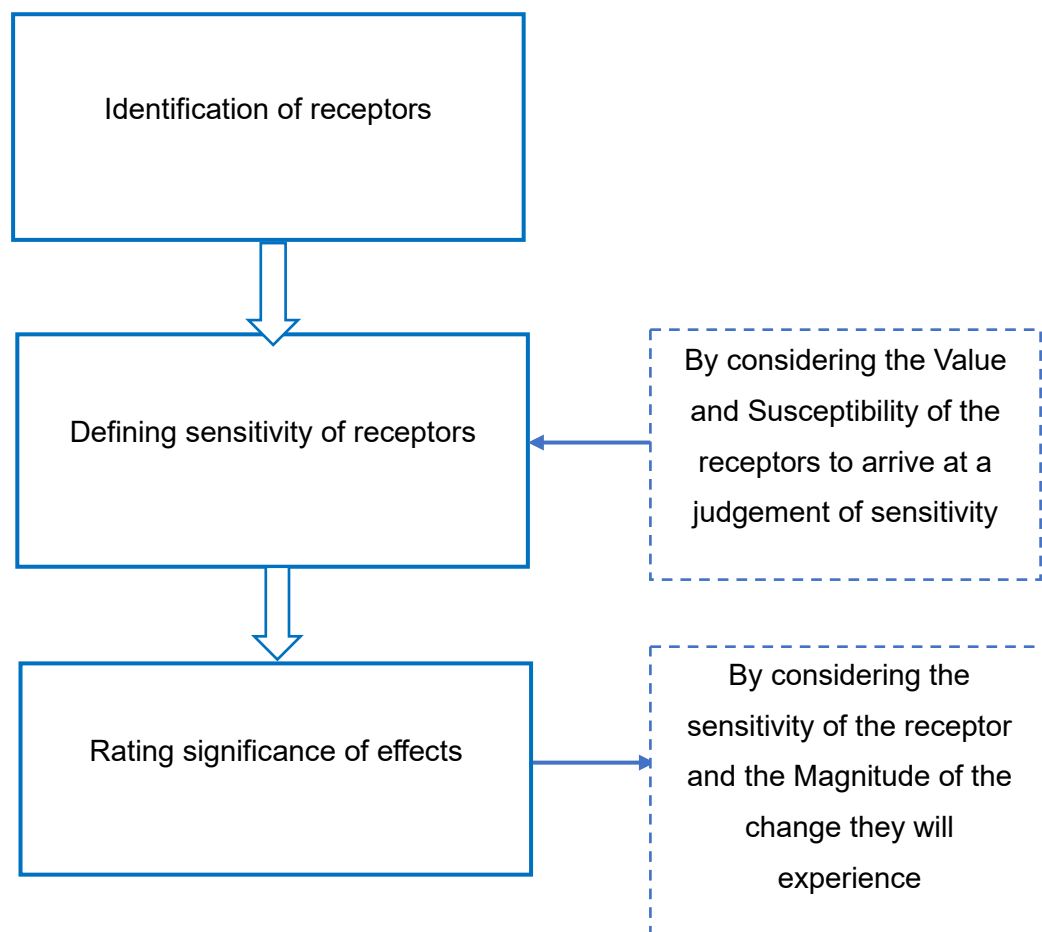 Identification of receptors
Defining sensitivity of receptors
By considering the Value
and Susceptibility of the
receptors to arrive at a
judgement of sensitivity
Rating significance of effects
By considering the
sensitivity of the receptor
and the Magnitude of the
change they will
experience